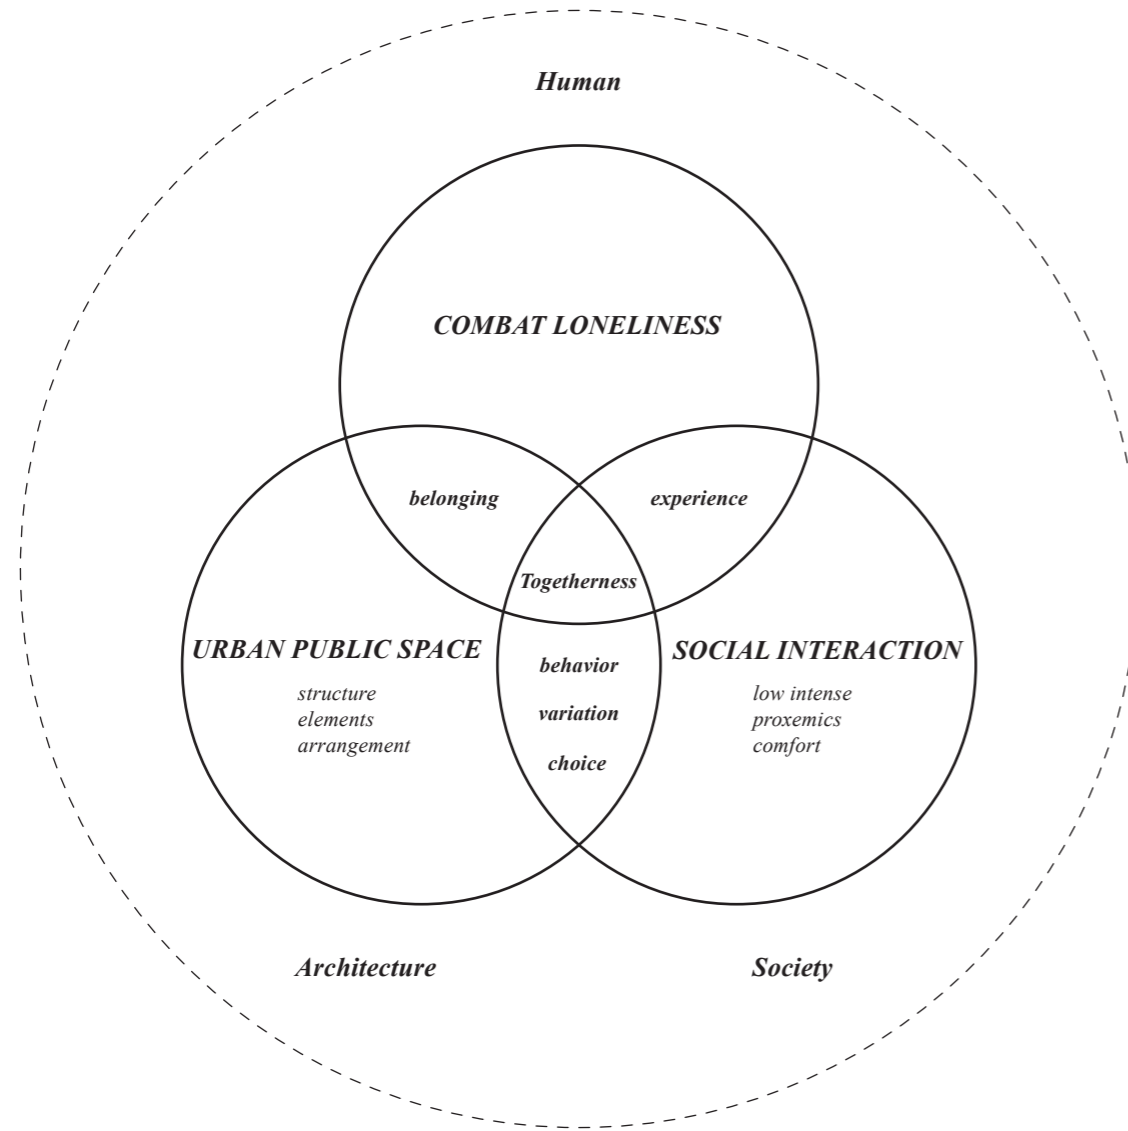 Human
COMBAT LONELINESS
belonging
experience
Togetherness
URBAN PUBLIC SPACE
structure
elements
arrangement
behavior
variation
choice
SOCIAL INTERACTION
low intense
proxemics
comfort
Architecture
Society